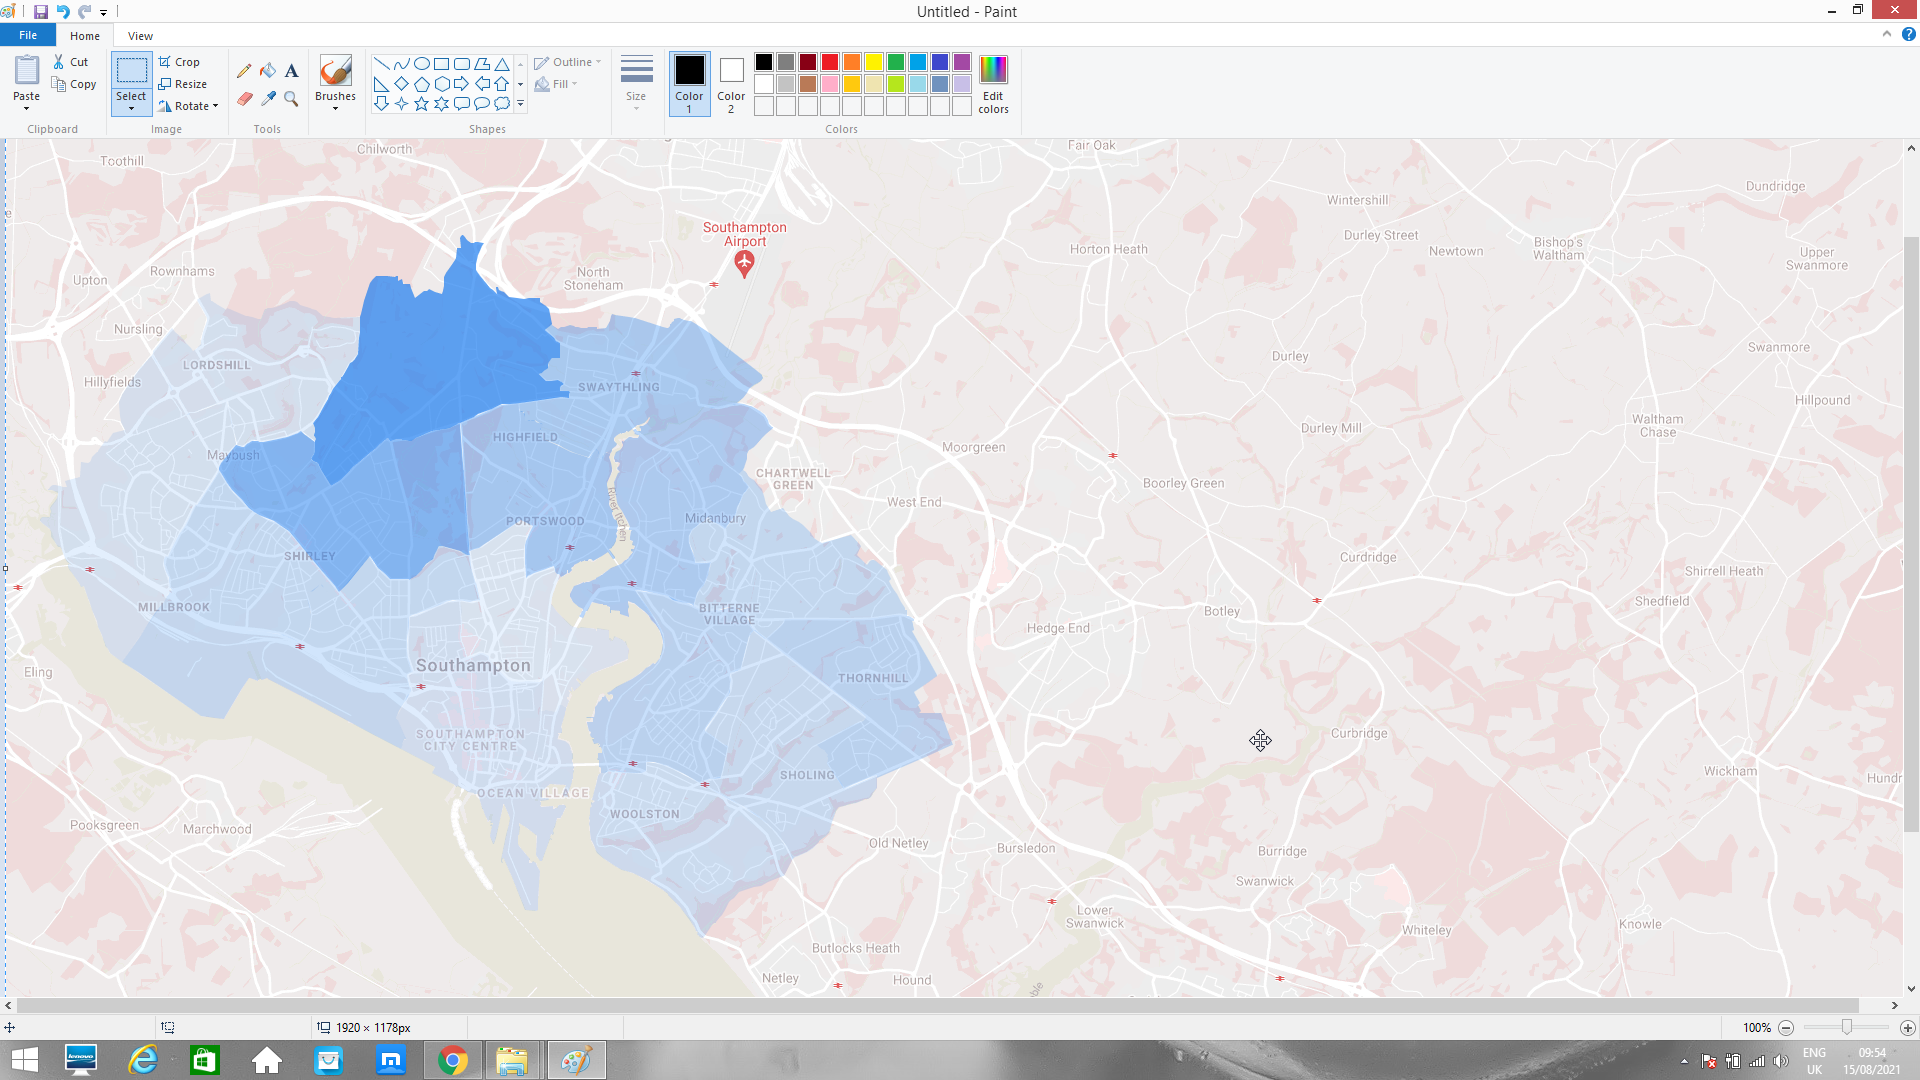 Untitled - Paint
File
Home
View
Paste
Cut
Copy
Clipboard
Select
Crop
Resize
Rotate
Image
A
Tools
Brushes
Shapes
Outline
Fill
Size
Color
1
Color
2
Colors
Edit
colors
Toothill
Chilworth
Fair Oak
Dundridge
Wintershill
Southampton
Airport
Durley Street
Horton Heath
Newtown
Bishop's
Waltham
Upper
Swanmore
Upton
Rownhams
North
Stoneham
Nursling
LORDSHILL
Durley
Swanmore
Hillyfields
SWAYTHLING
Hillpound
Waltham
Chase
Durley Mill
HIGHFIELD
Moorgreen
Maybush
CHARTWELL
GREEN
Boorley Green
West End
River Itchen
PORTSWOOD
Midanbury
SHIRLEY
Curdridge
Shirrell Heath
MILLBROOK
BITTERNE
VILLAGE
Botley
Shedfield
Hedge End
Southampton
Eling
THORNHILL
SOUTHAMPTON
CITY CENTRE
Curbridge
SHOLING
Wickham
Hundr
OCEAN VILLAGE
WOOLSTON
Pooksgreen
Marchwood
Old Netley
Bursledon
Burridge
Swanwick
Lower
Swanwick
Whiteley
Knowle
Butlocks Heath
Netley
Hound
1920 × 1178px
100%
lenovo
ENG
UK
09:54
15/08/2021